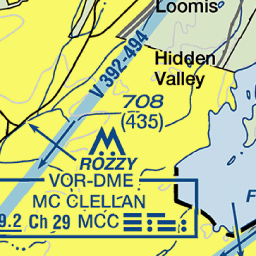 Loomis
V 392-494
Hidden
Valley
708
(435)
ROZZY
VOR-DME
MC CLELLAN
9.2 Ch 29 MCC
F